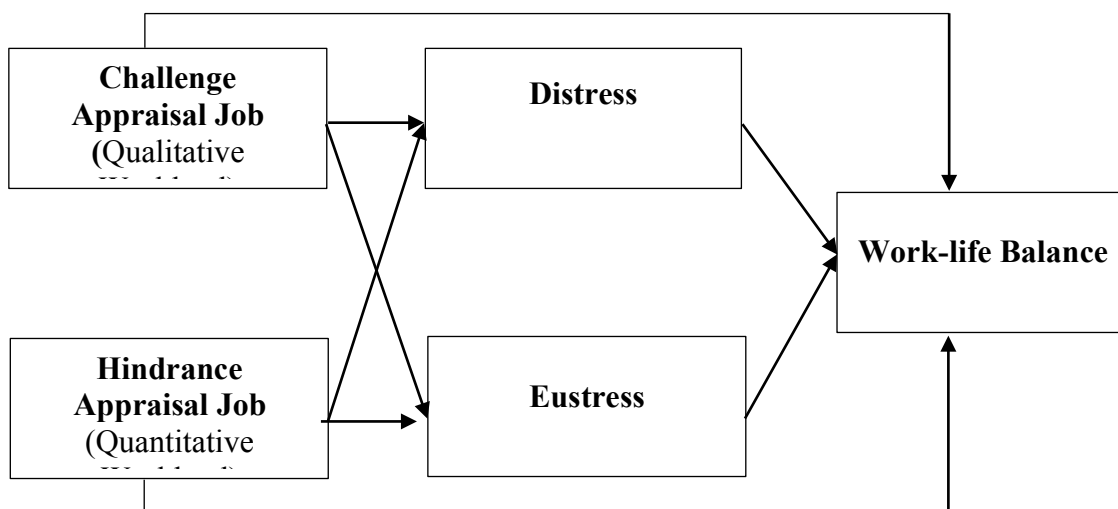 Challenge
Appraisal Job
(Qualitative
Distress
Work-life Balance
Hindrance
Appraisal Job
(Quantitative
Eustress